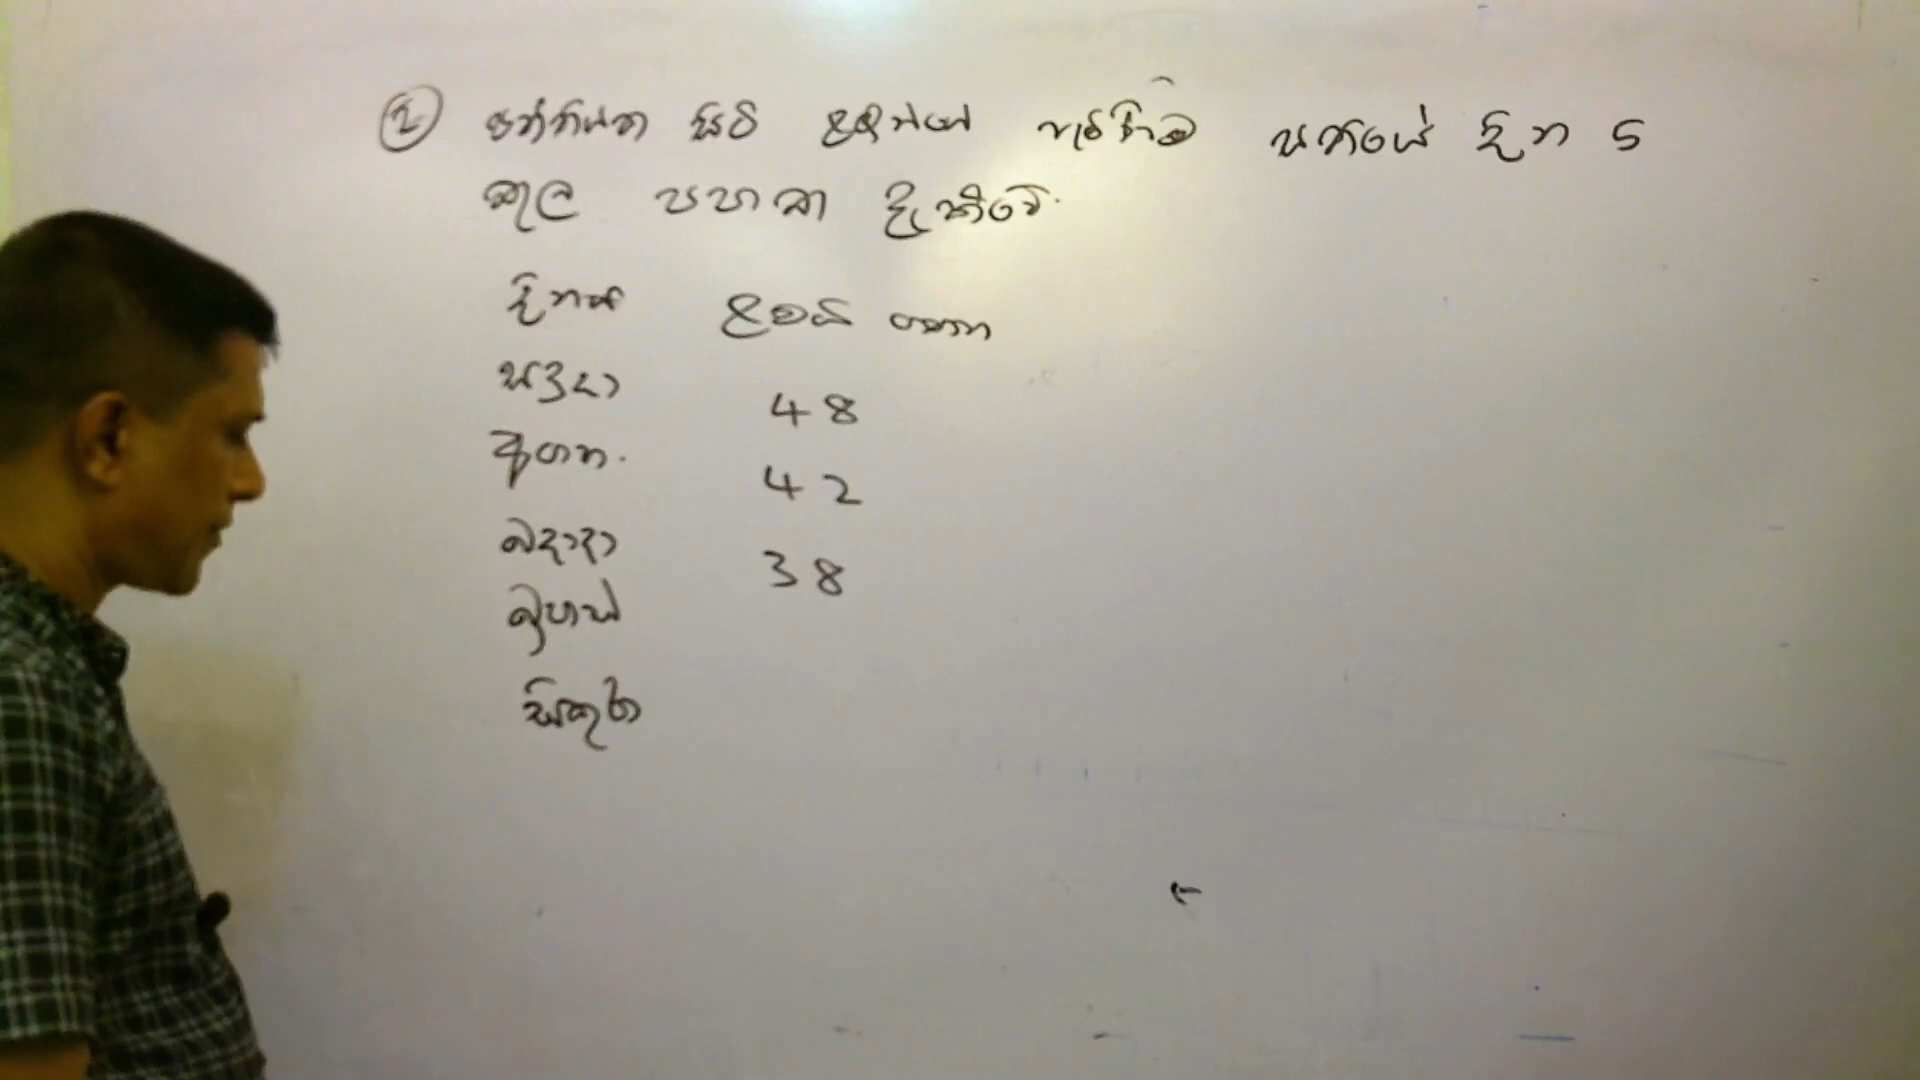 ② පන්තියක සිටි ළමුන්ගේ පැමිණීම සතියේ දින 5
තුල පහත දැක්වේ.
දිනය ළමයි ගණන
සඳුදා 48
අඟහ. 42
බදාදා 38
බ්‍රහස්
සිකුරා